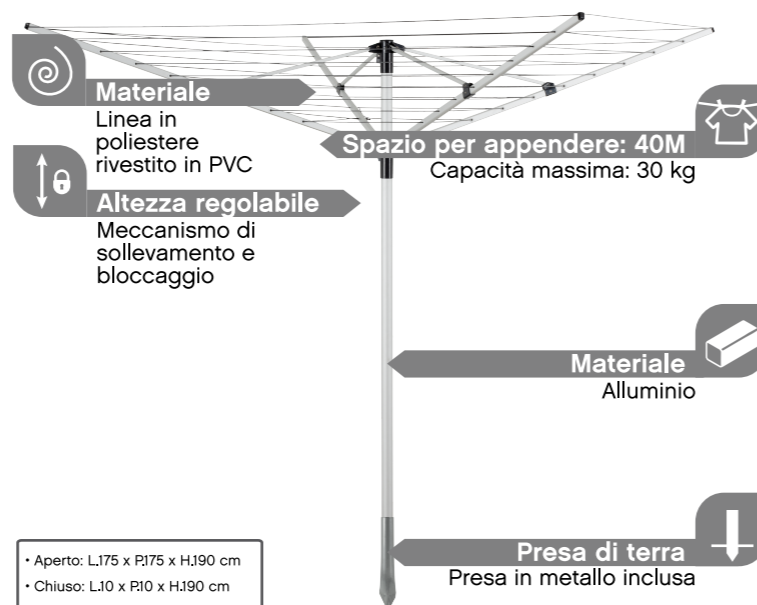 Materiale
Linea in
poliestere
rivestito in PVC
Spazio per appendere: 40M
Capacità massima: 30 kg
Altezza regolabile
Meccanismo di
sollevamento e
bloccaggio
Materiale
Alluminio
Presa di terra
Presa in metallo inclusa
• Aperto: L.175 x P.175 x H.190 cm
• Chiuso: L.10 x P.10 x H.190 cm